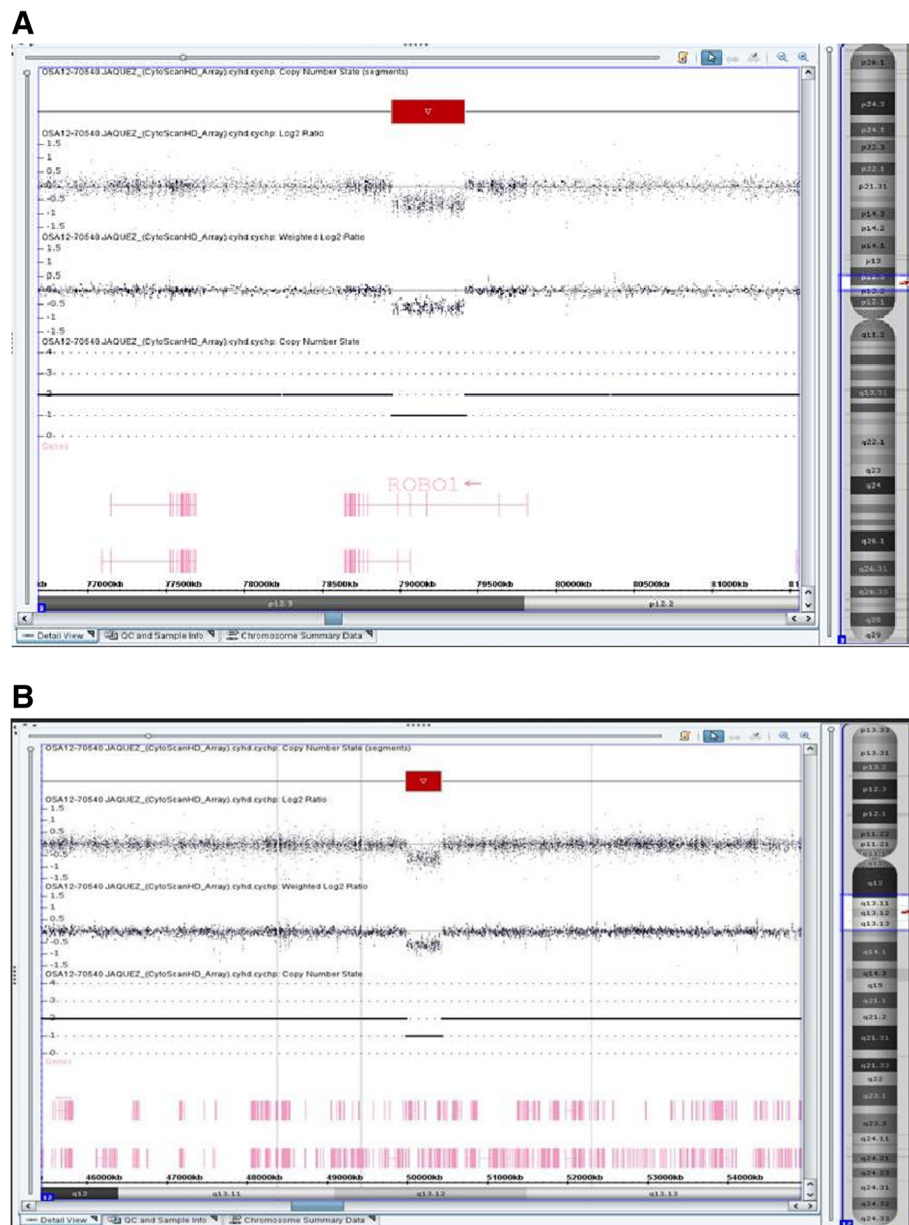 A
OSA12-70540 JAQUEZ_(CytoScanHD_Array).cyhd.cychp: Copy Number State (segments)
OSA12-70540 JAQUEZ_(CytoScanHD_Array).cyhd.cychp: Log2 Ratio
1.5
1
0.5
0
-0.5
-1
-1.5
OSA12-70540 JAQUEZ_(CytoScanHD_Array).cyhd.cychp: Weighted Log2 Ratio
1.5
1
0.5
0
-0.5
-1
-1.5
OSA12-70540 JAQUEZ_(CytoScanHD_Array).cyhd.cychp: Copy Number State
4
3
2
1
0
Genes
ROBO1 ←
kb 77000kb 77500kb 78000kb 78500kb 79000kb 79500kb 80000kb 80500kb 81000kb 81
3 p12.3 p12.2
Detail View QC and Sample Info Chromosome Summary Data
p26.1
p24.3
p24.1
p22.3
p22.1
p21.31
p14.3
p14.2
p14.1
p13
p12.2
p12.1
q11.2
q13.31
q22.1
q23
q24
q26.1
q26.31
q26.33
q28
q29
3
B
OSA12-70540 JAQUEZ_(CytoScanHD_Array).cyhd.cychp: Copy Number State (segments)
OSA12-70540 JAQUEZ_(CytoScanHD_Array).cyhd.cychp: Log2 Ratio
1.5
1
0.5
0
-0.5
-1
-1.5
OSA12-70540 JAQUEZ_(CytoScanHD_Array).cyhd.cychp: Weighted Log2 Ratio
1.5
1
0.5
0
-0.5
-1
-1.5
OSA12-70540 JAQUEZ_(CytoScanHD_Array).cyhd.cychp: Copy Number State
4
3
2
1
0
Genes
46000kb 47000kb 48000kb 49000kb 50000kb 51000kb 52000kb 53000kb 54000kb
12 q12 q13.11 q13.12 q13.13
Detail View QC and Sample Info Chromosome Summary Data
p13.33
p13.31
p13.2
p12.3
p12.1
p11.22
p11.21
q12
q13.11
q13.12
q13.13
q14.1
q14.3
q15
q21.1
q21.2
q21.31
q21.33
q22
q23.1
q23.3
q24.11
q24.21
q24.23
q24.31
q24.32
q24.33
12